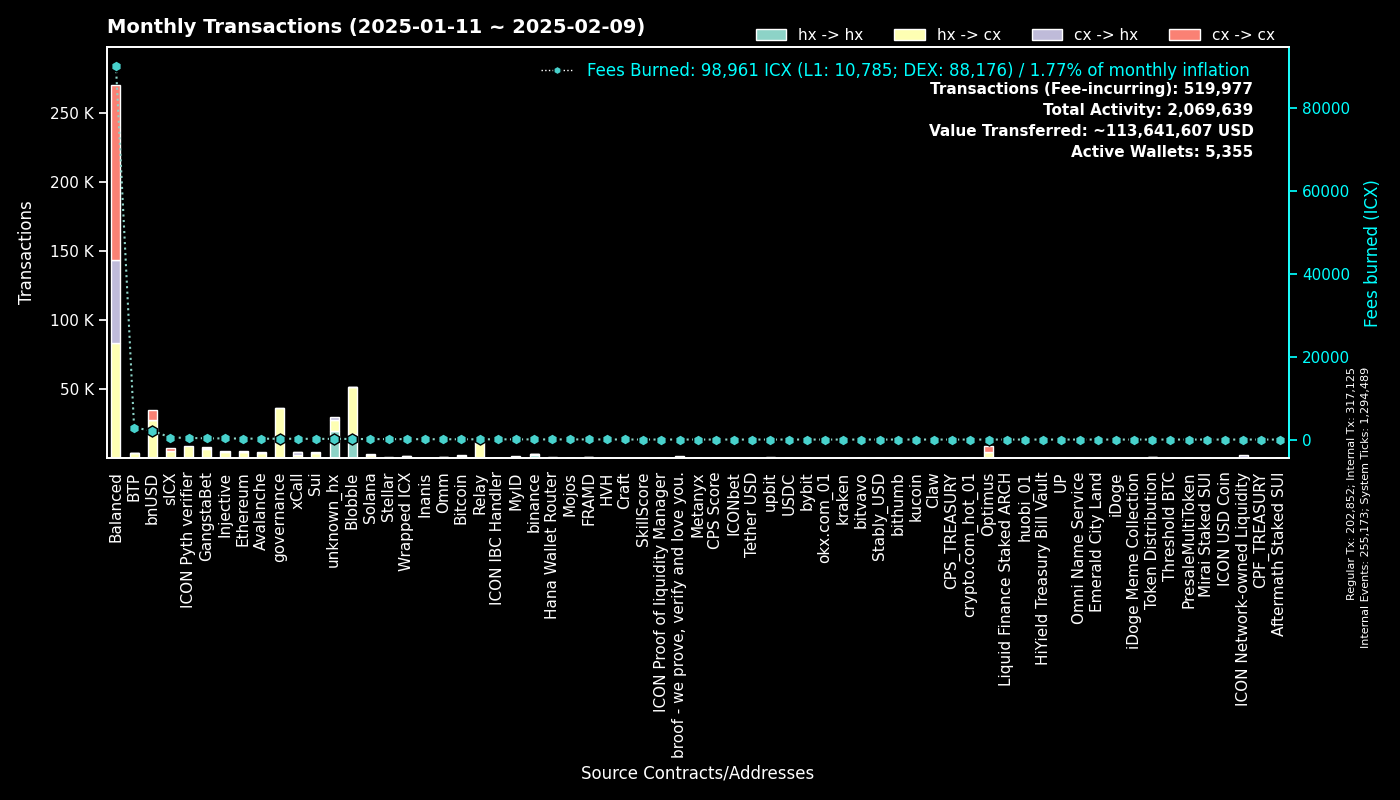 Monthly Transactions (2025-01-11 ~ 2025-02-09)
hx -> hx
hx -> cx
cx -> hx
cx -> cx
Fees Burned: 98,961 ICX (L1: 10,785; DEX: 88,176) / 1.77% of monthly inflation
Transactions (Fee-incurring): 519,977
Total Activity: 2,069,639
Value Transferred: ~113,641,607 USD
Active Wallets: 5,355
Transactions
250 K
200 K
150 K
100 K
50 K
80000
60000
40000
20000
0
Fees burned (ICX)
Regular Tx: 202,852; Internal Tx: 317,125
Internal Events: 255,173; System Ticks: 1,294,489
Balanced
BTP
bnUSD
sICX
ICON Pyth verifier
GangstaBet
Injective
Ethereum
Avalanche
governance
xCall
Sui
unknown_hx
Blobble
Solana
Stellar
Wrapped ICX
Inanis
Omm
Bitcoin
Relay
ICON IBC Handler
MyID
binance
Hana Wallet Router
Mojos
FRAMD
HVH
Craft
SkillScore
ICON Proof of liquidity Manager
broof - we prove, verify and love you.
Metanyx
CPS Score
ICONbet
Tether USD
upbit
USDC
bybit
okx.com_01
kraken
bitvavo
Stably_USD
bithumb
kucoin
Claw
CPS_TREASURY
crypto.com_hot_01
Optimus
Liquid Finance Staked ARCH
huobi_01
HiYield Treasury Bill Vault
UP
Omni Name Service
Emerald City Land
iDoge
iDoge Meme Collection
Token Distribution
Threshold BTC
PresaleMultiToken
Mirai Staked SUI
ICON USD Coin
ICON Network-owned Liquidity
CPF_TREASURY
Aftermath Staked SUI
Source Contracts/Addresses